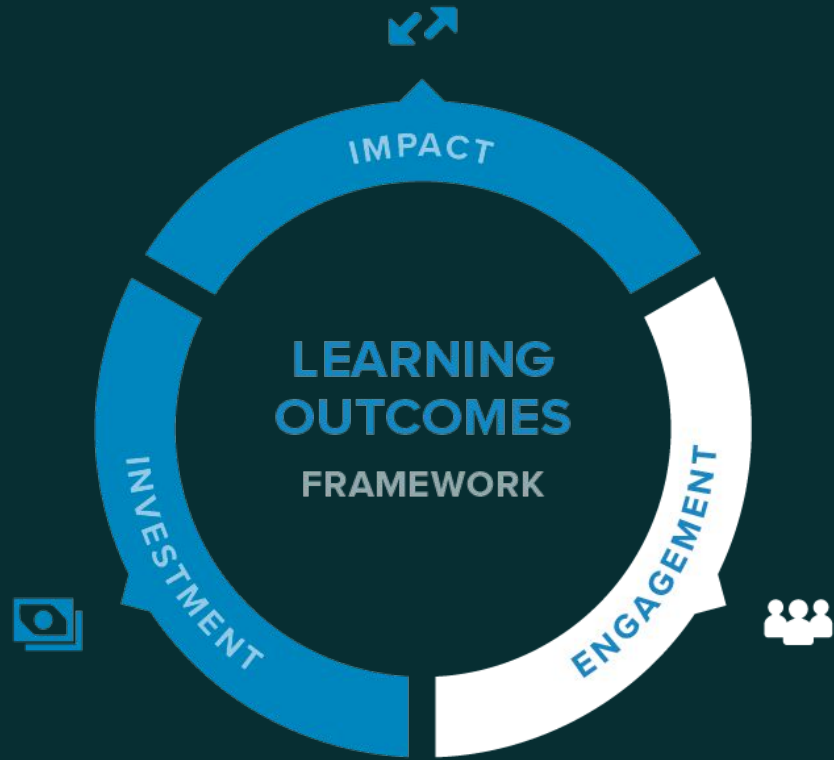 IMPACT
LEARNING
OUTCOMES
FRAMEWORK
INVESTMENT
ENGAGEMENT